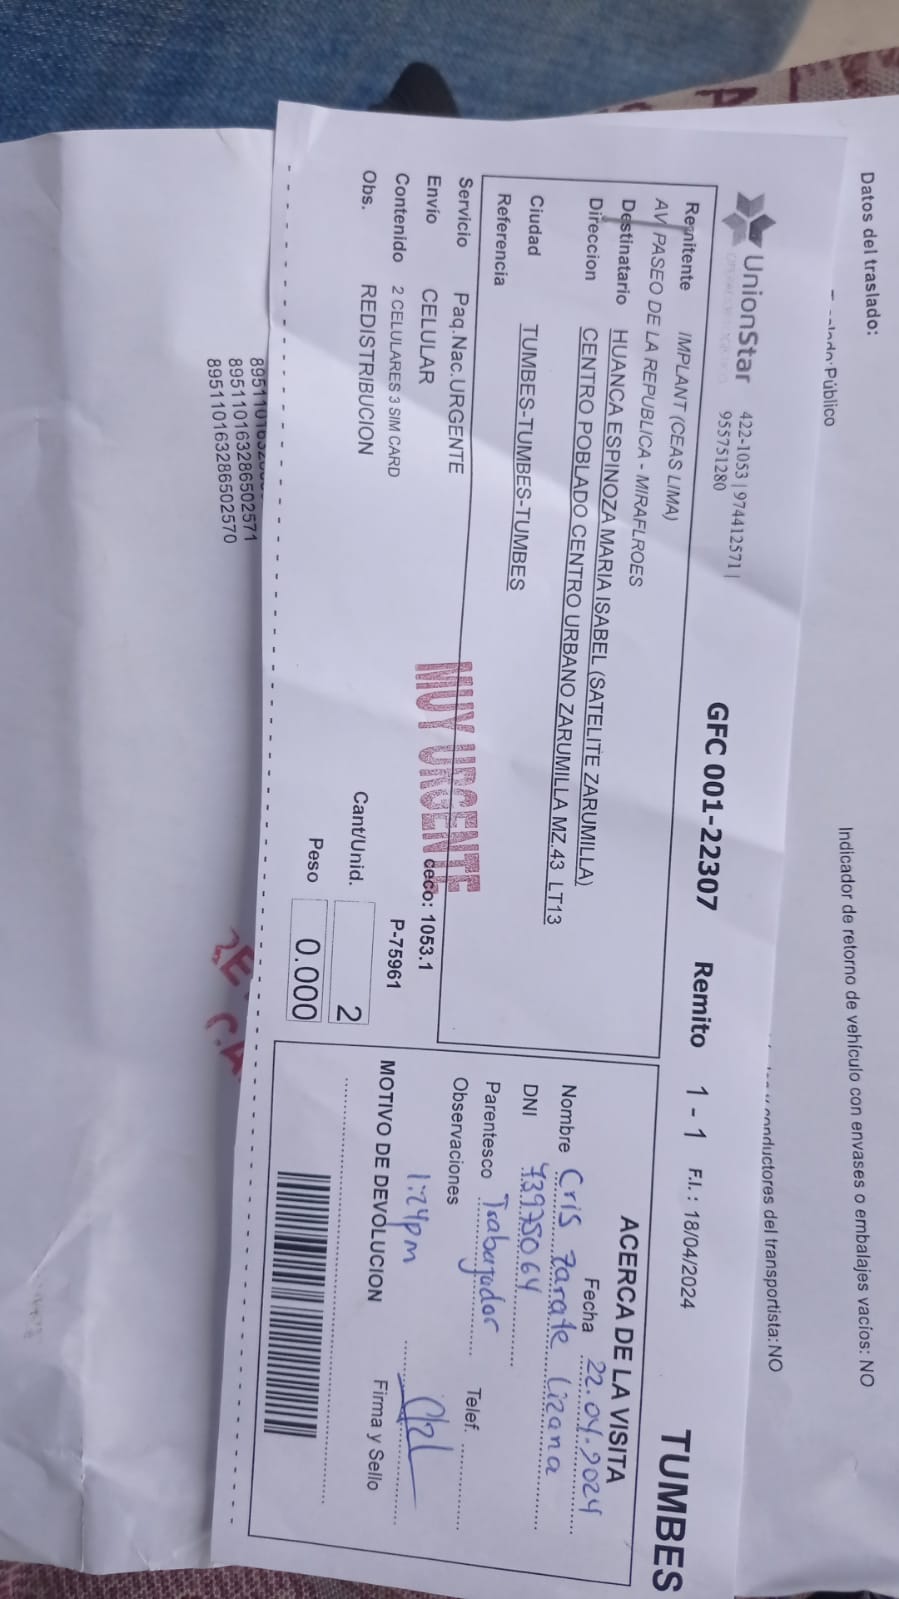 Datos del traslado:
Público
Indicador de retorno de vehículo con envases o embalajes vacíos: NO
conductores del transportista: NO
UnionStar
422-1053 | 974412571 |
955751280
GFC 001-22307 Remito 1 - 1 F.I.: 18/04/2024 TUMBES
Remitente IMPLANT (CEAS LIMA)
AV PASEO DE LA REPUBLICA - MIRAFLROES
Destinatario HUANCA ESPINOZA MARIA ISABEL (SATELITE ZARUMILLA)
Direccion CENTRO POBLADO CENTRO URBANO ZARUMILLA MZ.43 LT13
Ciudad TUMBES-TUMBES-TUMBES
Referencia
Servicio Paq.Nac.URGENTE
Envío CELULAR
Contenido 2 CELULARES 3 SIM CARD
Obs. REDISTRIBUCION
MUY URGENTE
ceco: 1053.1
P-75961
Cant/Unid. 2
Peso 0.000
ACERCA DE LA VISITA
Fecha 22.04.2024
Nombre Cris Zarate Lizana
DNI 73975064
Parentesco Trabajador Telef.
Observaciones
1:24pm
MOTIVO DE DEVOLUCION Firma y Sello
895110163286502571
895110163286502570